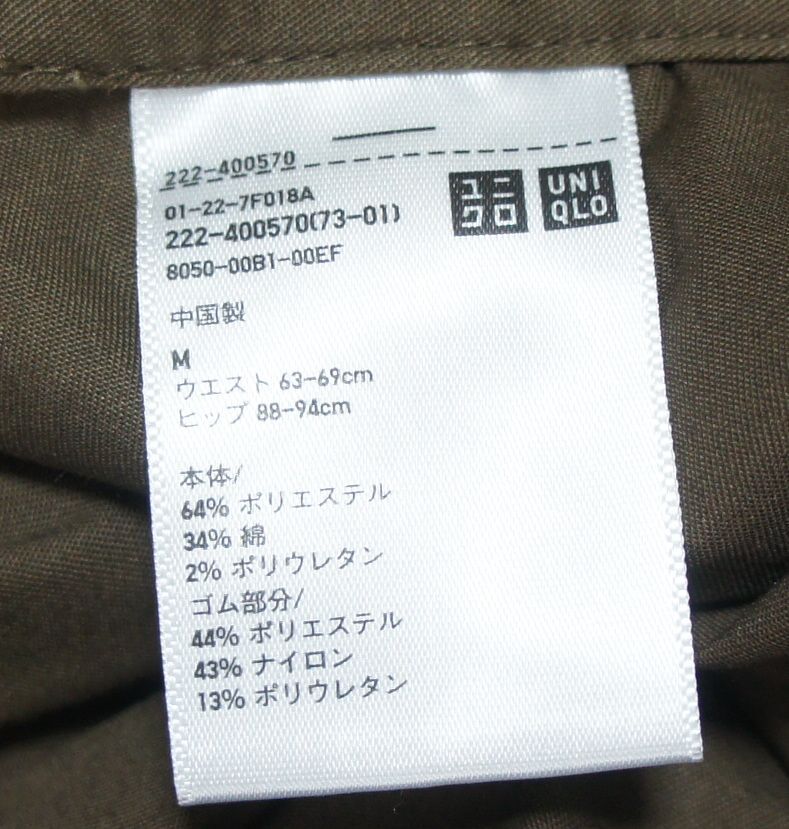 222-400570
01-22-7F018A
222-400570(73-01)
8050-00B1-00EF
ユニ
クロ
UNI
QLO
中国製
M
ウエスト 63-69cm
ヒップ 88-94cm
本体/
64% ポリエステル
34% 綿
2% ポリウレタン
ゴム部分/
44% ポリエステル
43% ナイロン
13% ポリウレタン